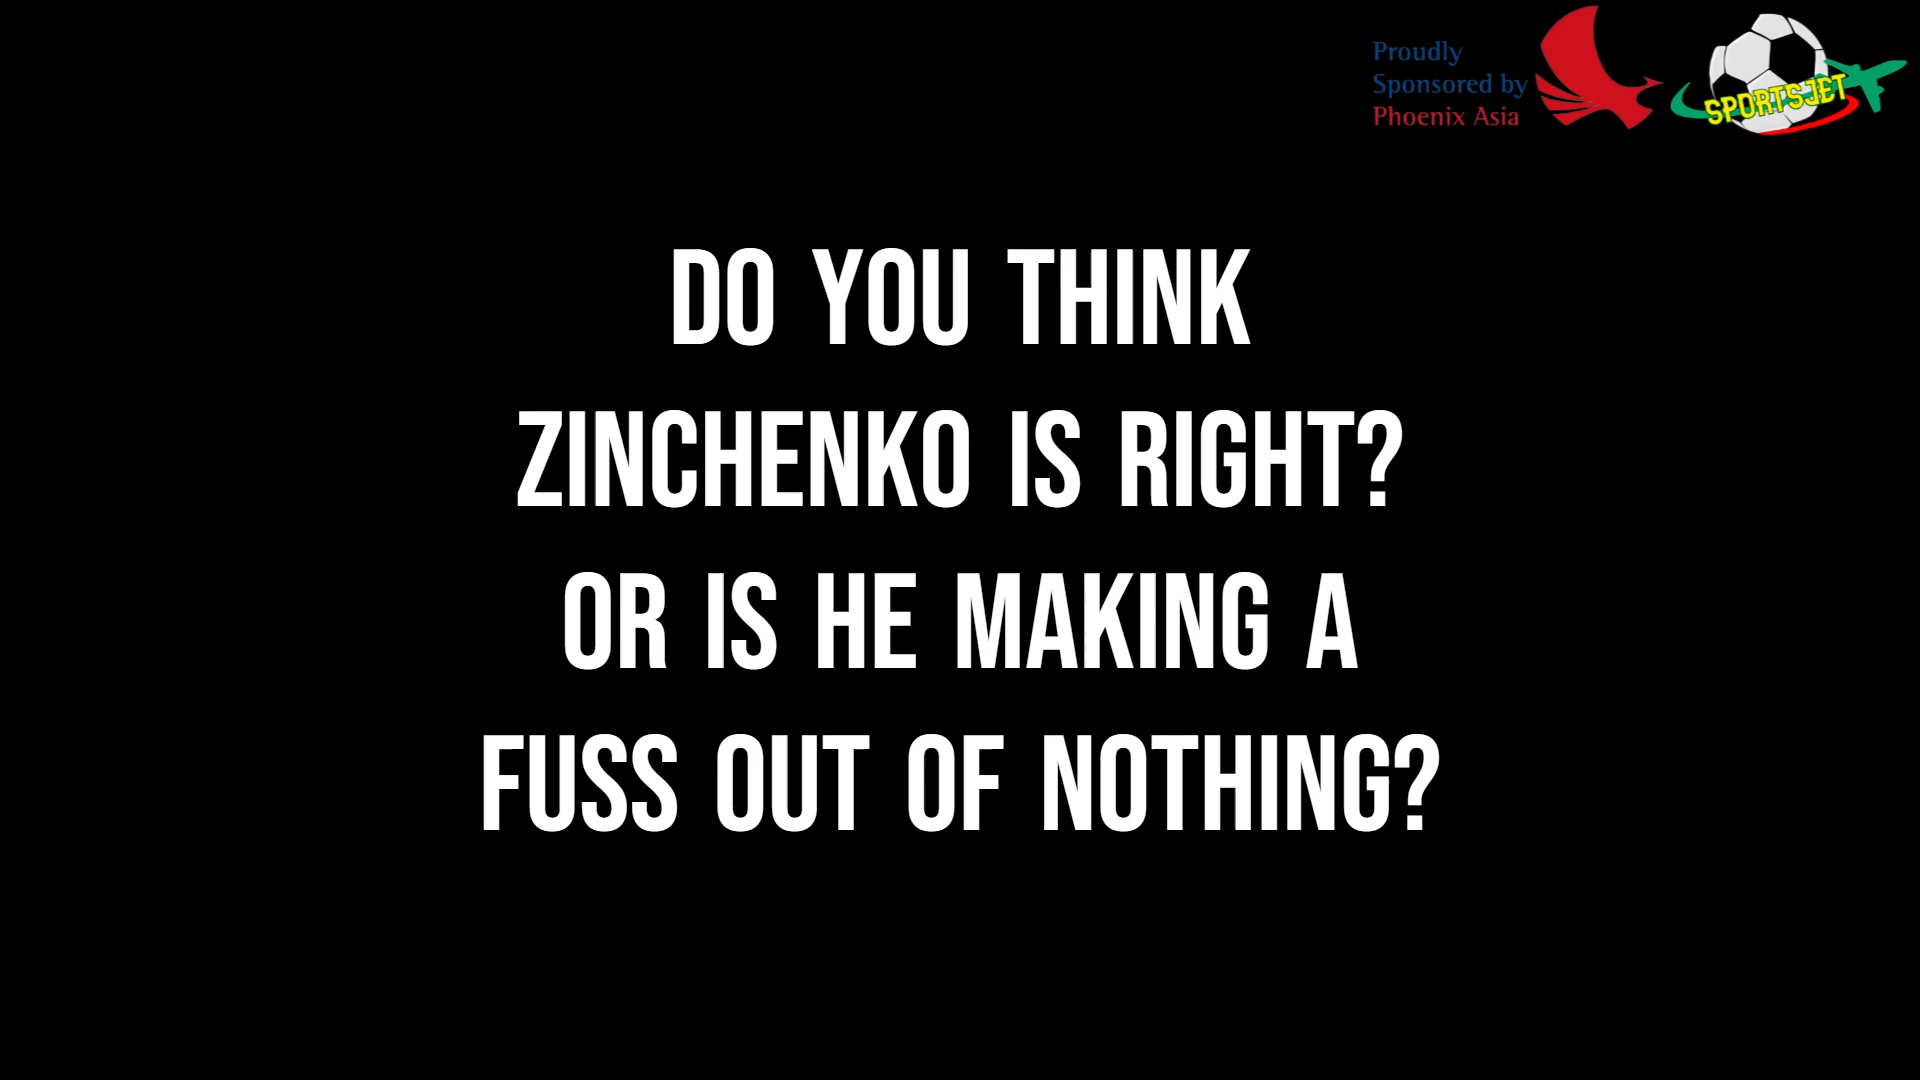 Proudly
Sponsored by
Phoenix Asia
SPORTSJET
DO YOU THINK
ZINCHENKO IS RIGHT?
OR IS HE MAKING A
FUSS OUT OF NOTHING?